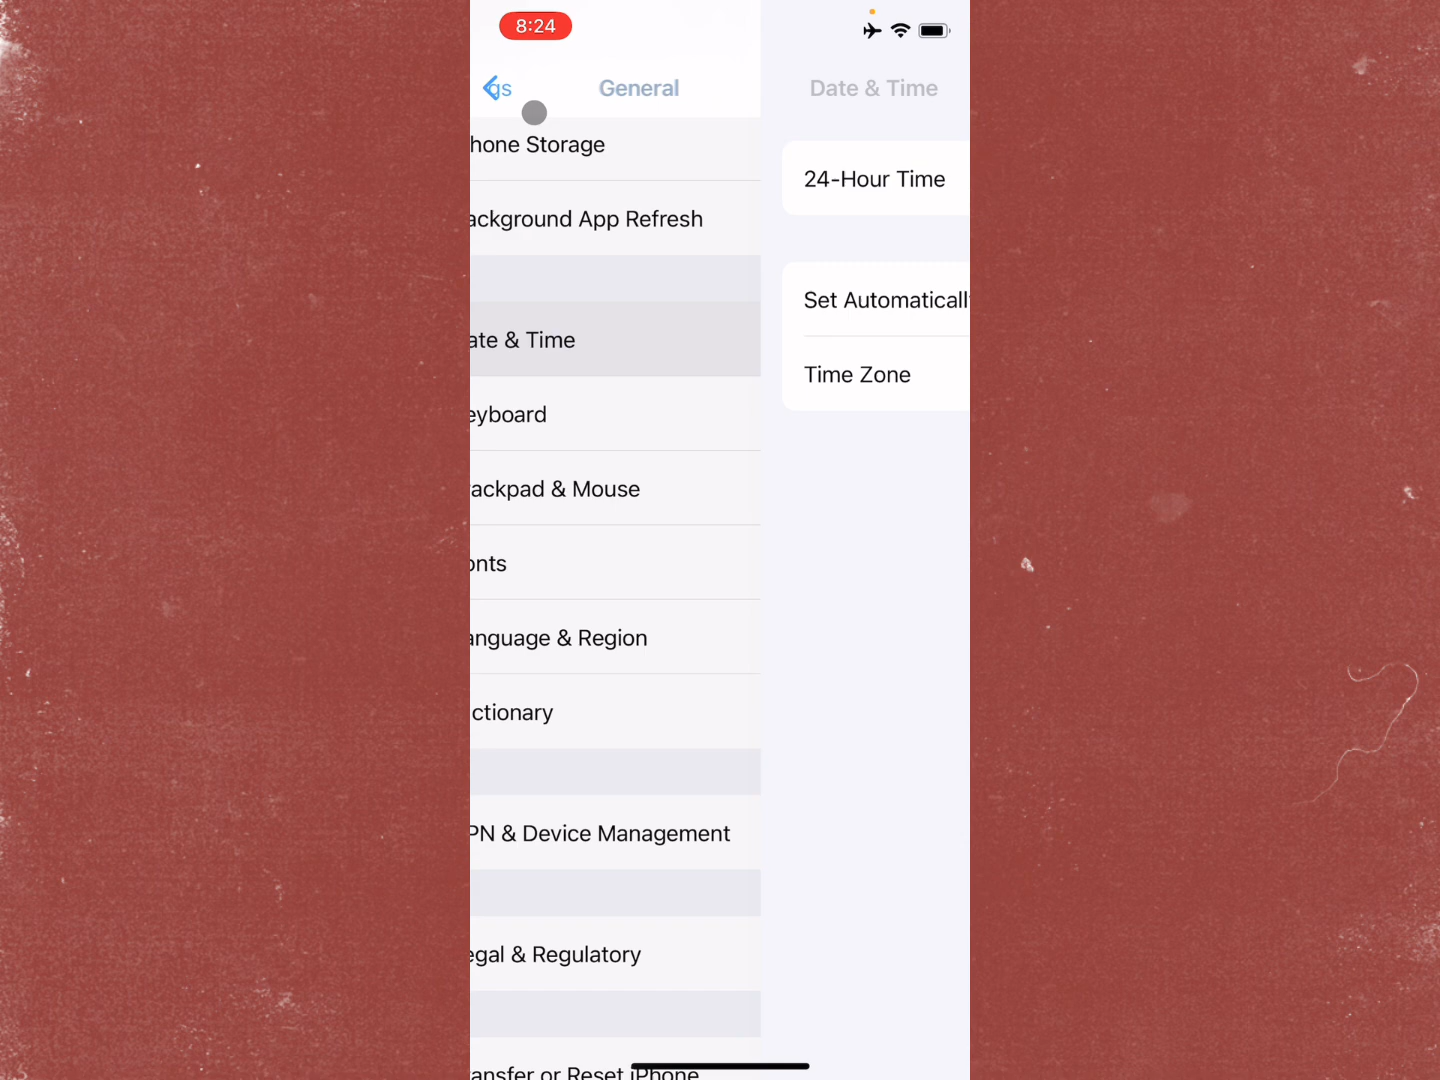 8:24
gs
General
Date & Time
hone Storage
ackground App Refresh
ate & Time
eyboard
ackpad & Mouse
onts
anguage & Region
ctionary
PN & Device Management
egal & Regulatory
ansfer or Reset iPhone
24-Hour Time
Set Automaticall
Time Zone